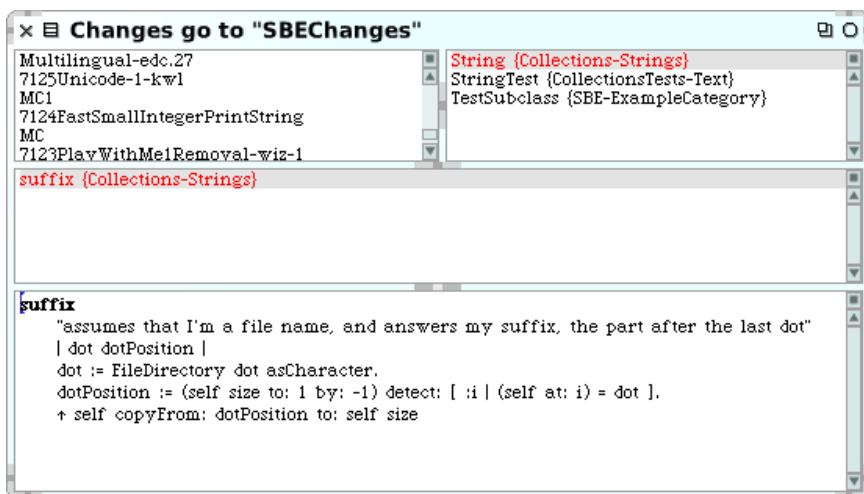 Changes go to "SBEChanges"
Multilingual-edc.27
7125Unicode-1-kwl
MC1
7124FastSmallIntegerPrintString
MC
7123PlayWithMe1Removal-wiz-1
String {Collections-Strings}
StringTest {CollectionsTests-Text}
TestSubclass {SBE-ExampleCategory}
suffix {Collections-Strings}
suffix
"assumes that I'm a file name, and answers my suffix, the part after the last dot"
| dot dotPosition |
dot := FileDirectory dot asCharacter.
dotPosition := (self size to: 1 by: -1) detect: [ :i | (self at: i) = dot ].
↑ self copyFrom: dotPosition to: self size